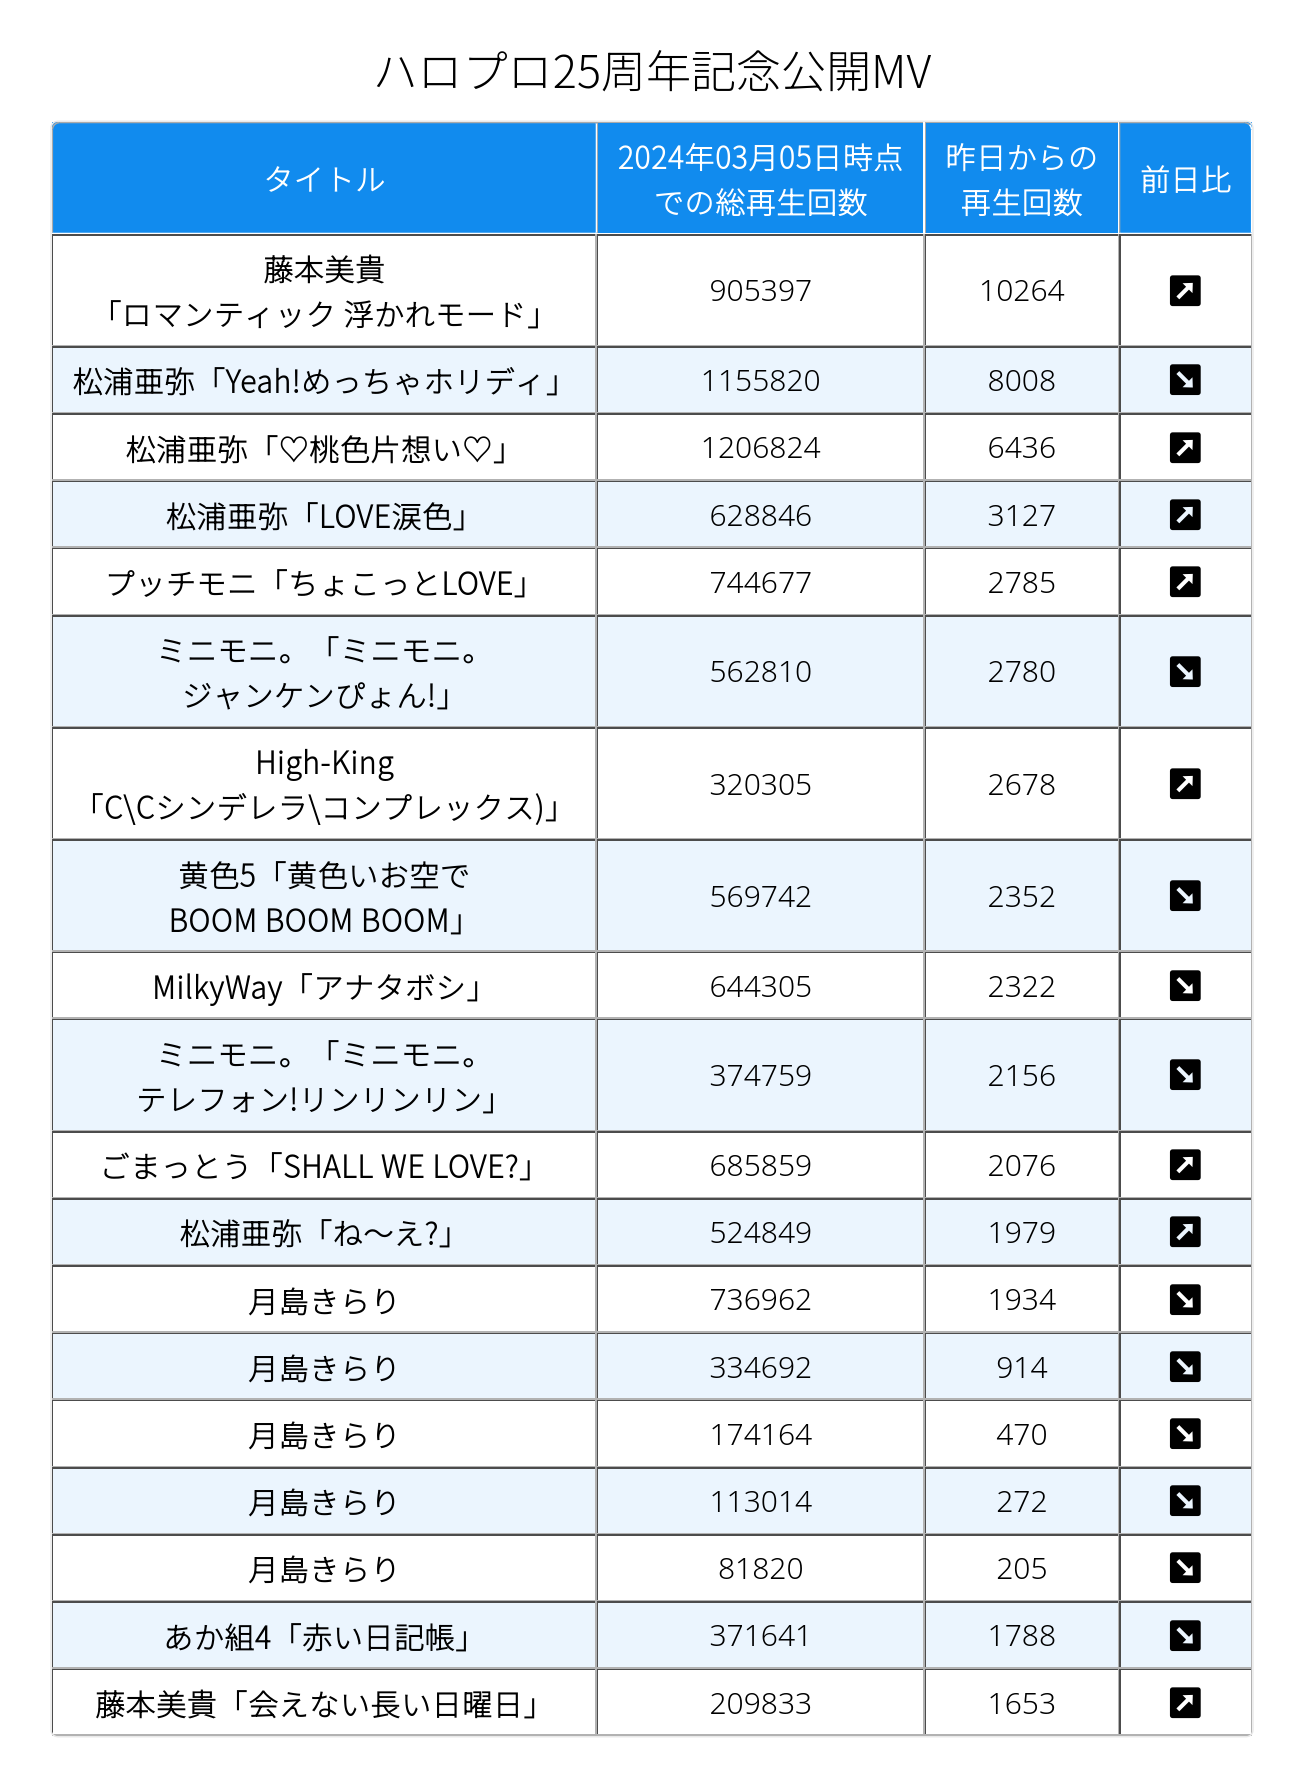 ハロプロ25周年記念公開MV
タイトル
2024年03月05日時点
での総再生回数
昨日からの
再生回数
前日比
藤本美貴
「ロマンティック 浮かれモード」
905397
10264
松浦亜弥「Yeah!めっちゃホリディ」
1155820
8008
松浦亜弥「♡桃色片想い♡」
1206824
6436
松浦亜弥「LOVE涙色」
628846
3127
プッチモニ「ちょこっとLOVE」
744677
2785
ミニモニ。「ミニモニ。
ジャンケンぴょん!」
562810
2780
High-King
「C\Cシンデレラ\コンプレックス)」
320305
2678
黄色5「黄色いお空で
BOOM BOOM BOOM」
569742
2352
MilkyWay「アナタボシ」
644305
2322
ミニモニ。「ミニモニ。
テレフォン!リンリンリン」
374759
2156
ごまっとう「SHALL WE LOVE?」
685859
2076
松浦亜弥「ね〜え?」
524849
1979
月島きらり
736962
1934
月島きらり
334692
914
月島きらり
174164
470
月島きらり
113014
272
月島きらり
81820
205
あか組4「赤い日記帳」
371641
1788
藤本美貴「会えない長い日曜日」
209833
1653